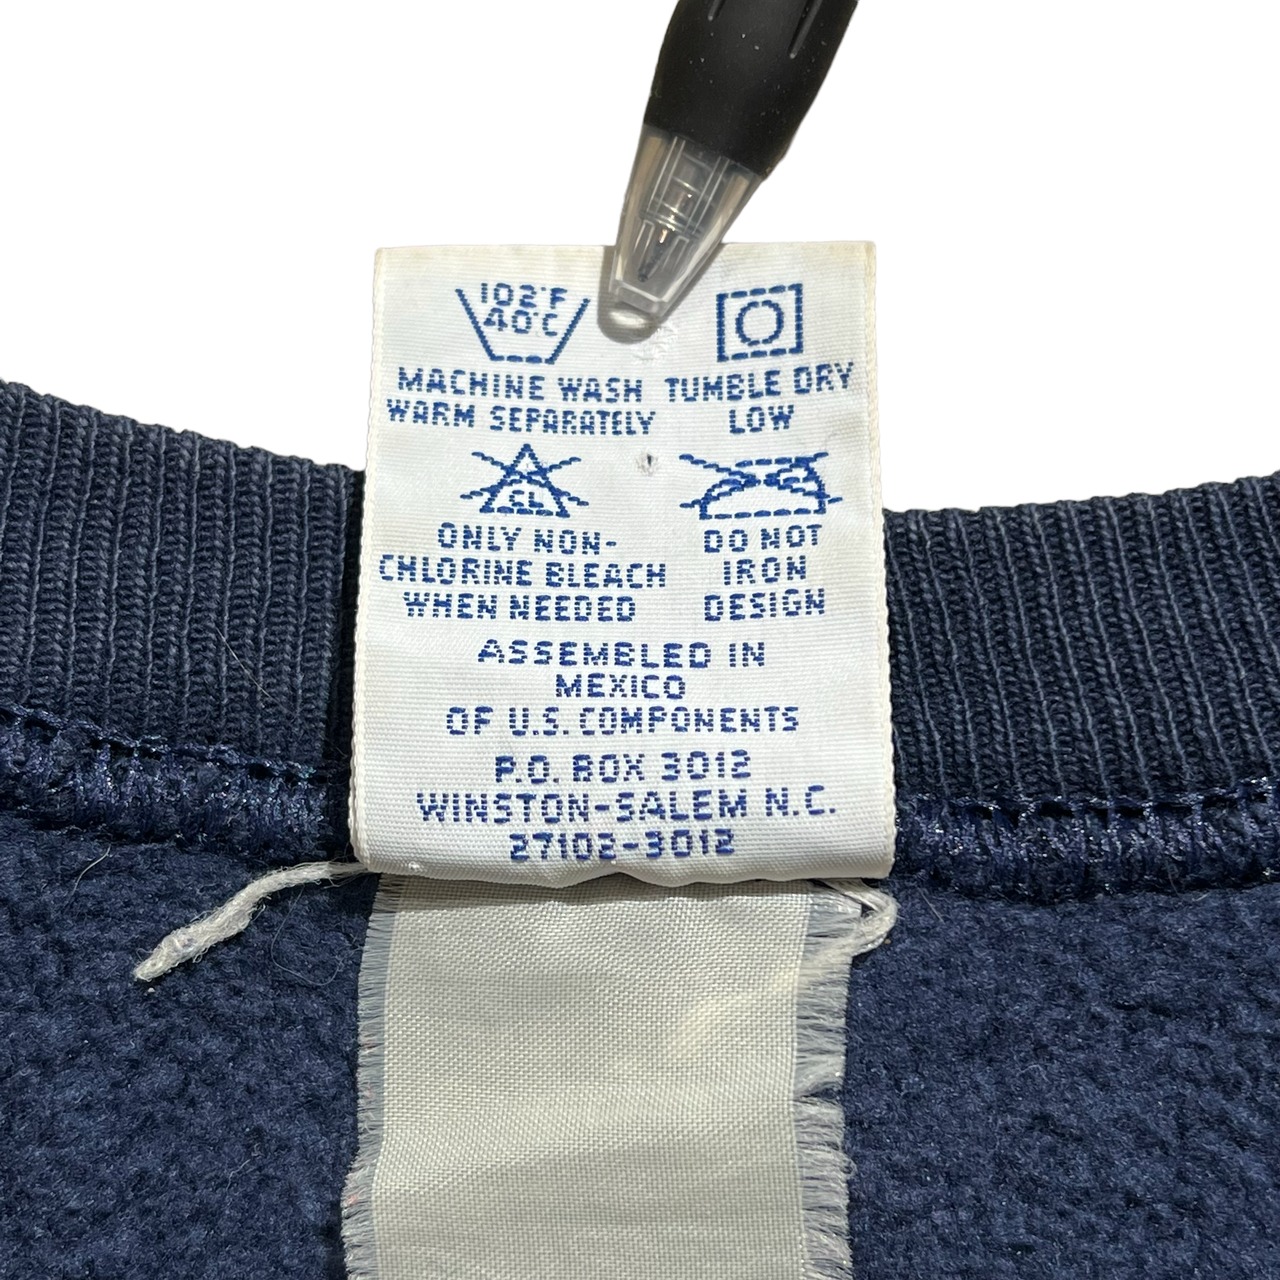 102°F
40°C
MACHINE WASH
WARM SEPARATELY
TUMBLE DRY
LOW
CL
ONLY NON-
CHLORINE BLEACH
WHEN NEEDED
DO NOT
IRON
DESIGN
ASSEMBLED IN
MEXICO
OF U.S. COMPONENTS
P.O. BOX 3012
WINSTON-SALEM N.C.
27102-3012